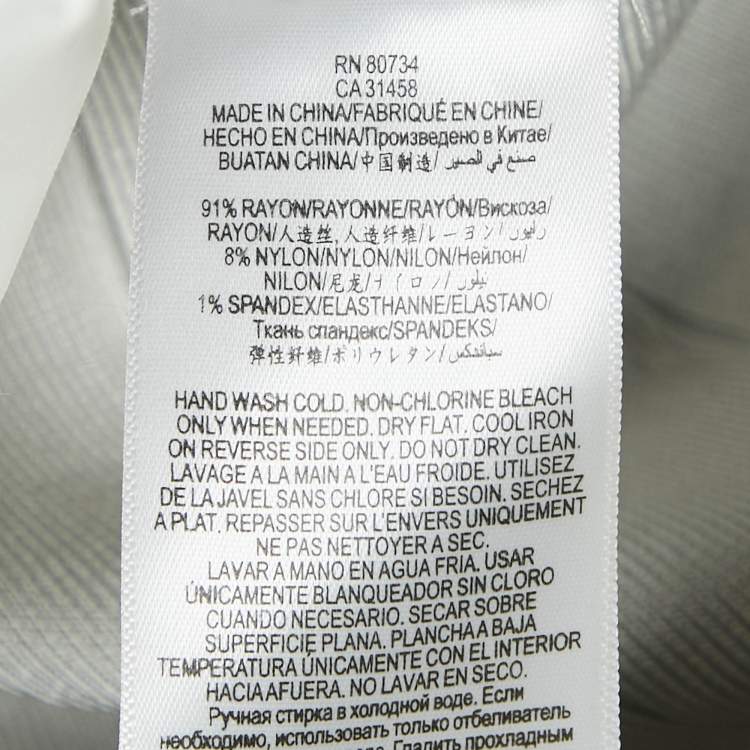 RN 80734
CA 31458
MADE IN CHINA/FABRIQUÉ EN CHINE/
HECHO EN CHINA/Произведено в Китае/
BUATAN CHINA/中国制造/صنع في الصين
91% RAYON/RAYONNE/RAYÓN/Вискоза/
RAYON/人造丝, 人造纤维/レーヨン/رايون
8% NYLON/NYLON/NILON/Нейлон/
NILON/尼龙/ナイロン/نيلون
1% SPANDEX/ELASTHANNE/ELASTANO/
Ткань спандекс/SPANDEKS/
弹性纤维/ポリウレタン/سباندكس
HAND WASH COLD. NON-CHLORINE BLEACH
ONLY WHEN NEEDED. DRY FLAT. COOL IRON
ON REVERSE SIDE ONLY. DO NOT DRY CLEAN.
LAVAGE A LA MAIN A L'EAU FROIDE. UTILISEZ
DE LA JAVEL SANS CHLORE SI BESOIN. SECHEZ
A PLAT. REPASSER SUR L'ENVERS UNIQUEMENT
NE PAS NETTOYER A SEC.
LAVAR A MANO EN AGUA FRIA. USAR
ÚNICAMENTE BLANQUEADOR SIN CLORO
CUANDO NECESARIO. SECAR SOBRE
SUPERFICIE PLANA. PLANCHA A BAJA
TEMPERATURA ÚNICAMENTE CON EL INTERIOR
HACIA AFUERA. NO LAVAR EN SECO.
Ручная стирка в холодной воде. Если
необходимо, использовать только отбеливатель
Гладить прохладным